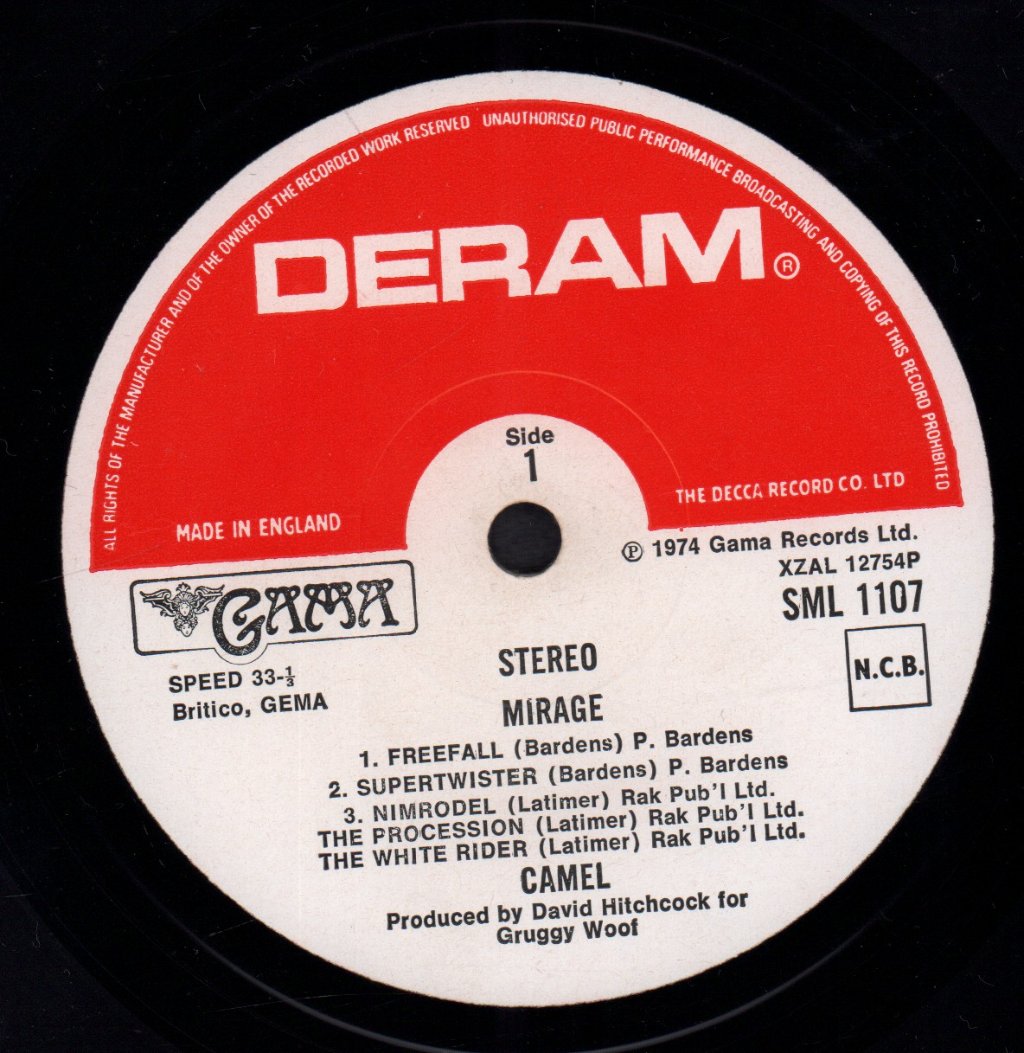 ALL RIGHTS OF THE MANUFACTURER AND OF THE OWNER OF THE RECORDED WORK RESERVED UNAUTHORISED PUBLIC PERFORMANCE BROADCASTING AND COPYING OF THIS RECORD PROHIBITED
DERAM®
Side
1
MADE IN ENGLAND
THE DECCA RECORD CO. LTD
℗ 1974 Gama Records Ltd.
XZAL 12754P
SML 1107
GAMA
SPEED 33-⅓
Britico, GEMA
N.C.B.
STEREO
MIRAGE
1. FREEFALL (Bardens) P. Bardens
2. SUPERTWISTER (Bardens) P. Bardens
3. NIMRODEL (Latimer) Rak Pub'l Ltd.
THE PROCESSION (Latimer) Rak Pub'l Ltd.
THE WHITE RIDER (Latimer) Rak Pub'l Ltd.
CAMEL
Produced by David Hitchcock for
Gruggy Woof